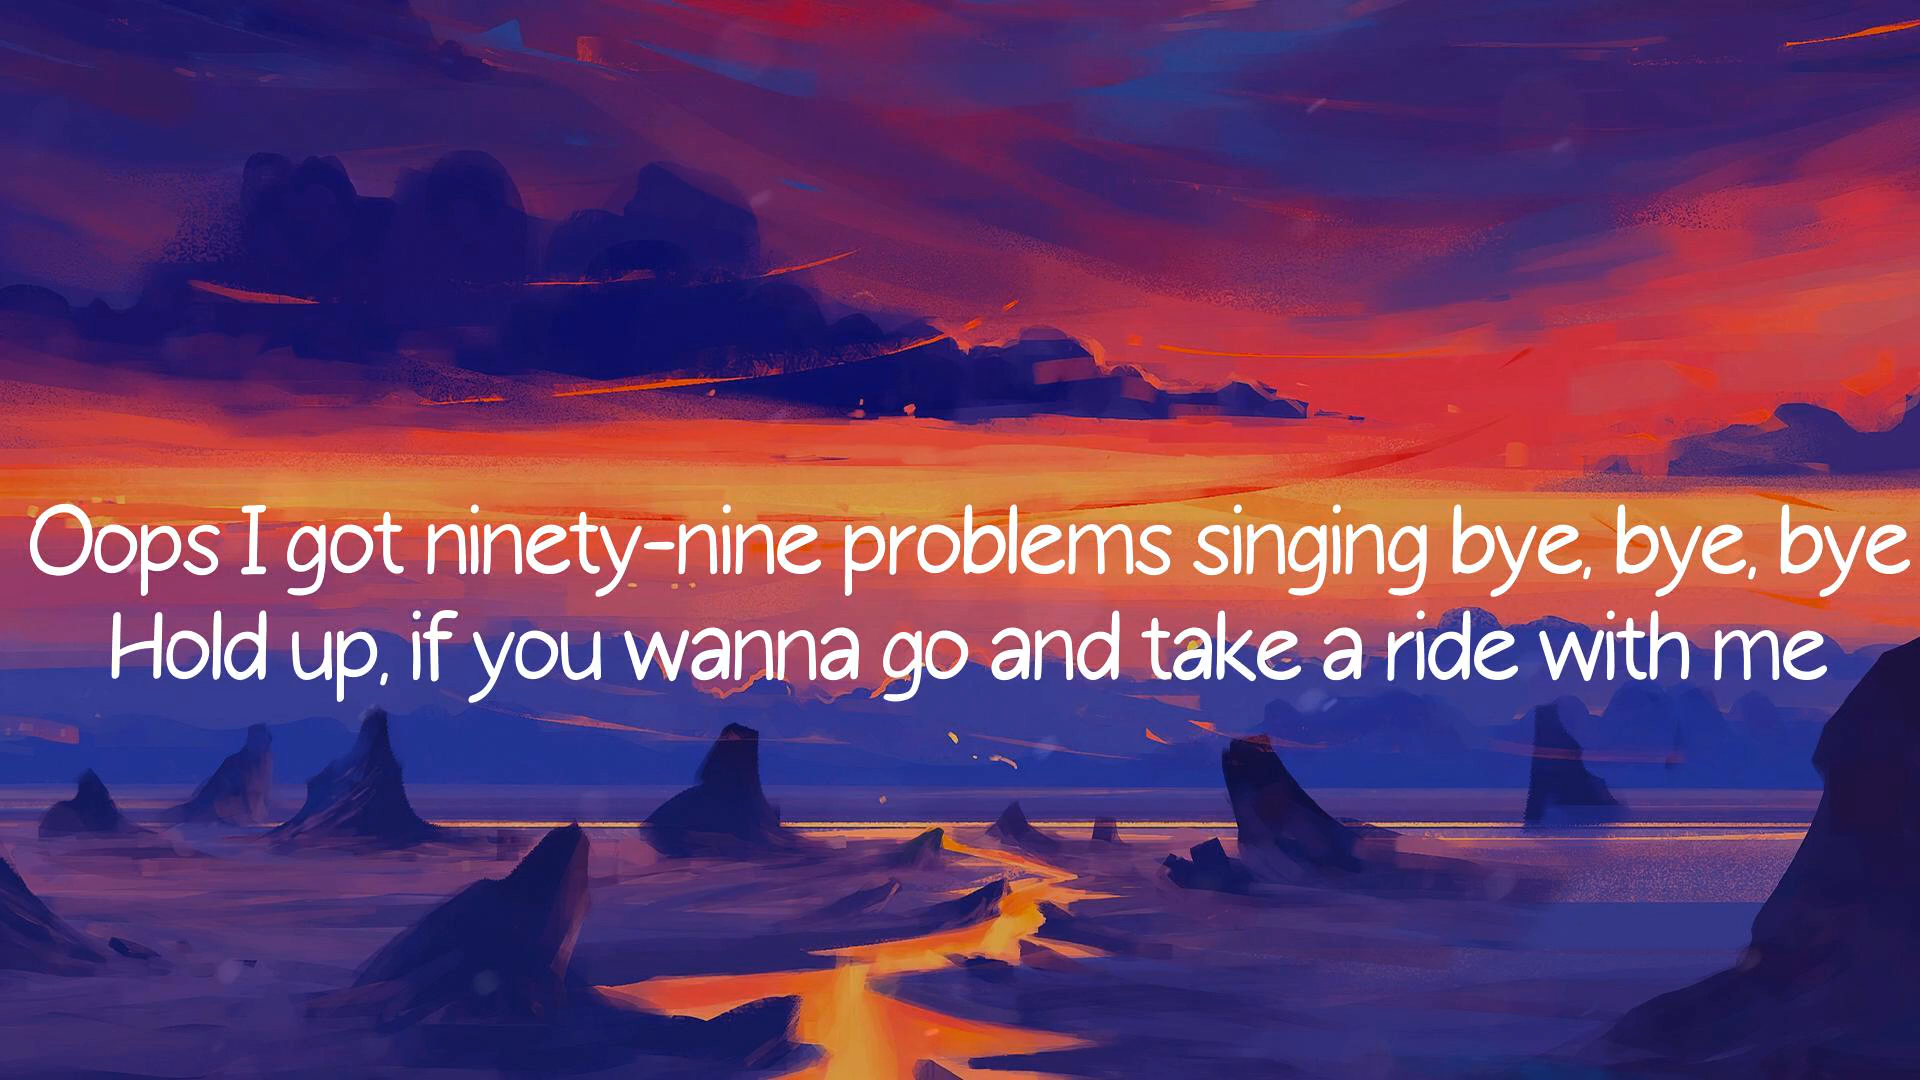 Oops I got ninety-nine problems singing bye, bye, bye
Hold up, if you wanna go and take a ride with me